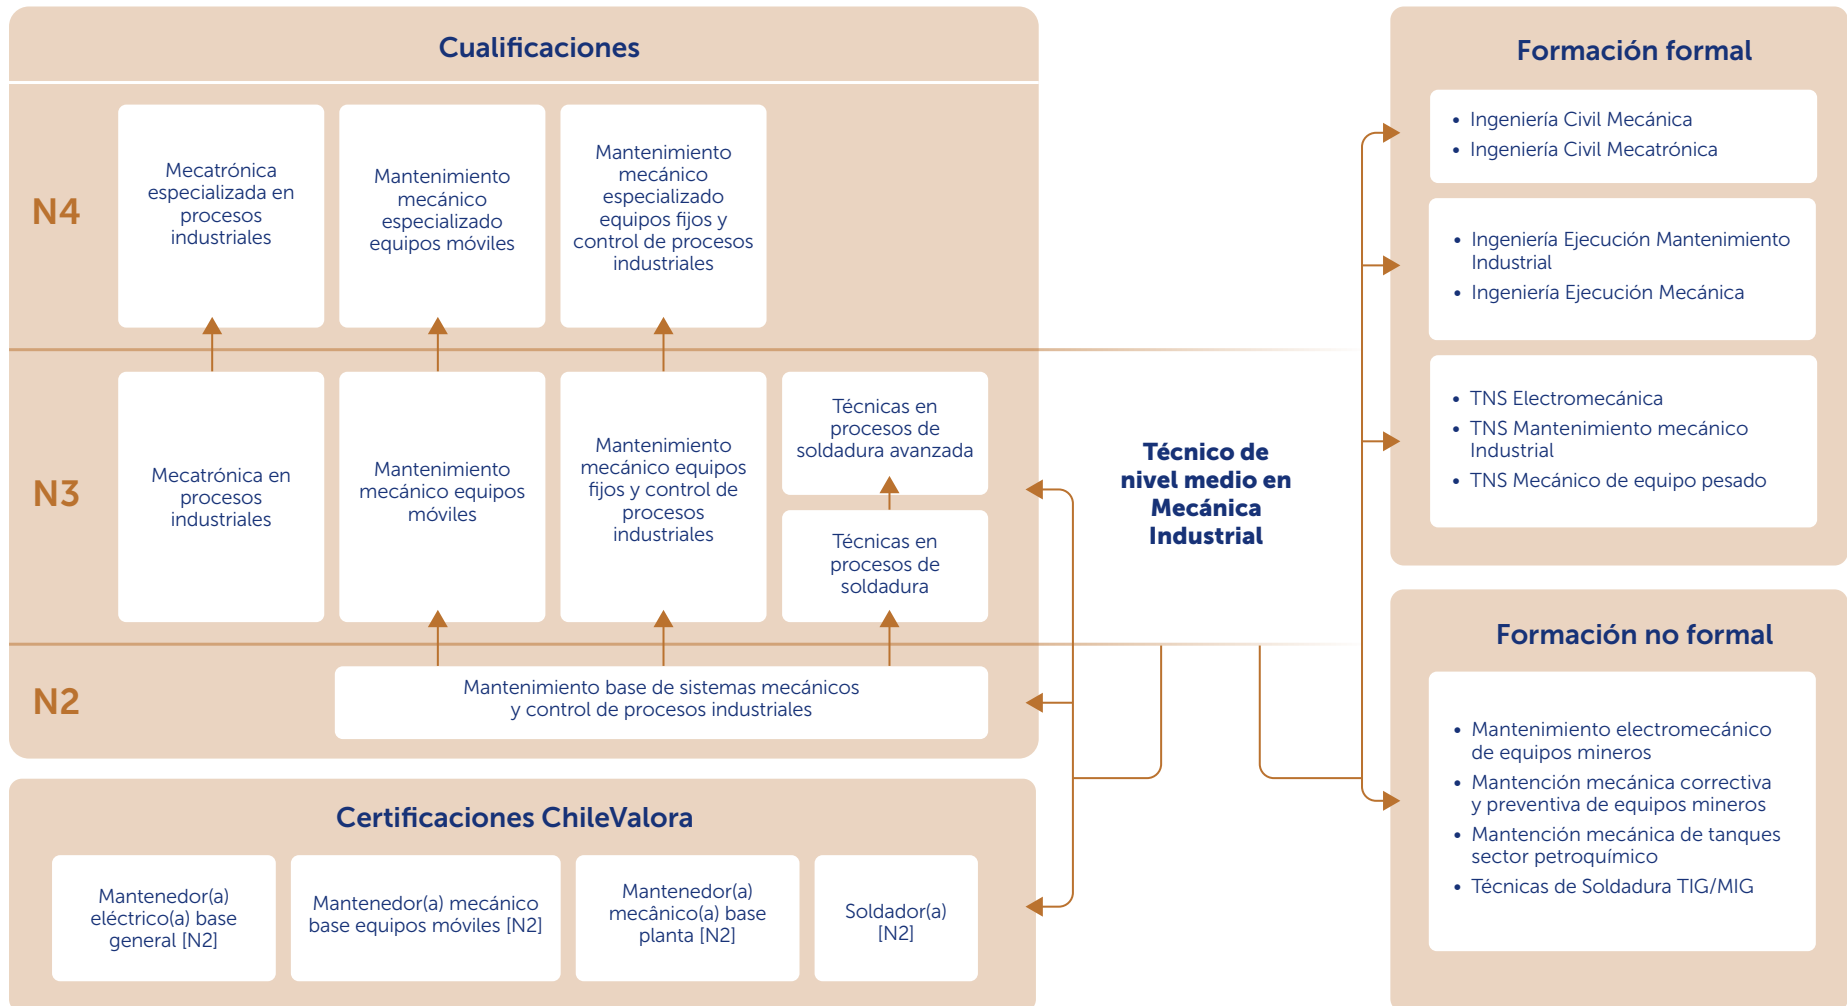 Cualificaciones
N4
Mecatrónica
especializada en
procesos
industriales
Mantenimiento
mecánico
especializado
equipos móviles
Mantenimiento
mecánico
especializado
equipos fijos y
control de procesos
industriales
N3
Mecatrónica en
procesos
industriales
Mantenimiento
mecánico equipos
móviles
Mantenimiento
mecánico equipos
fijos y control de
procesos
industriales
Técnicas en
procesos de
soldadura avanzada
Técnicas en
procesos de
soldadura
N2
Mantenimiento base de sistemas mecánicos
y control de procesos industriales
Certificaciones ChileValora
Mantenedor(a)
eléctrico(a) base
general [N2]
Mantenedor(a) mecánico
base equipos móviles [N2]
Mantenedor(a)
mecânico(a) base
planta [N2]
Soldador(a)
[N2]
Técnico de
nivel medio en
Mecánica
Industrial
Formación formal
• Ingeniería Civil Mecánica
• Ingeniería Civil Mecatrónica
• Ingeniería Ejecución Mantenimiento
Industrial
• Ingeniería Ejecución Mecánica
• TNS Electromecánica
• TNS Mantenimiento mecánico
Industrial
• TNS Mecánico de equipo pesado
Formación no formal
• Mantenimiento electromecánico
de equipos mineros
• Mantención mecánica correctiva
y preventiva de equipos mineros
• Mantención mecánica de tanques
sector petroquímico
• Técnicas de Soldadura TIG/MIG